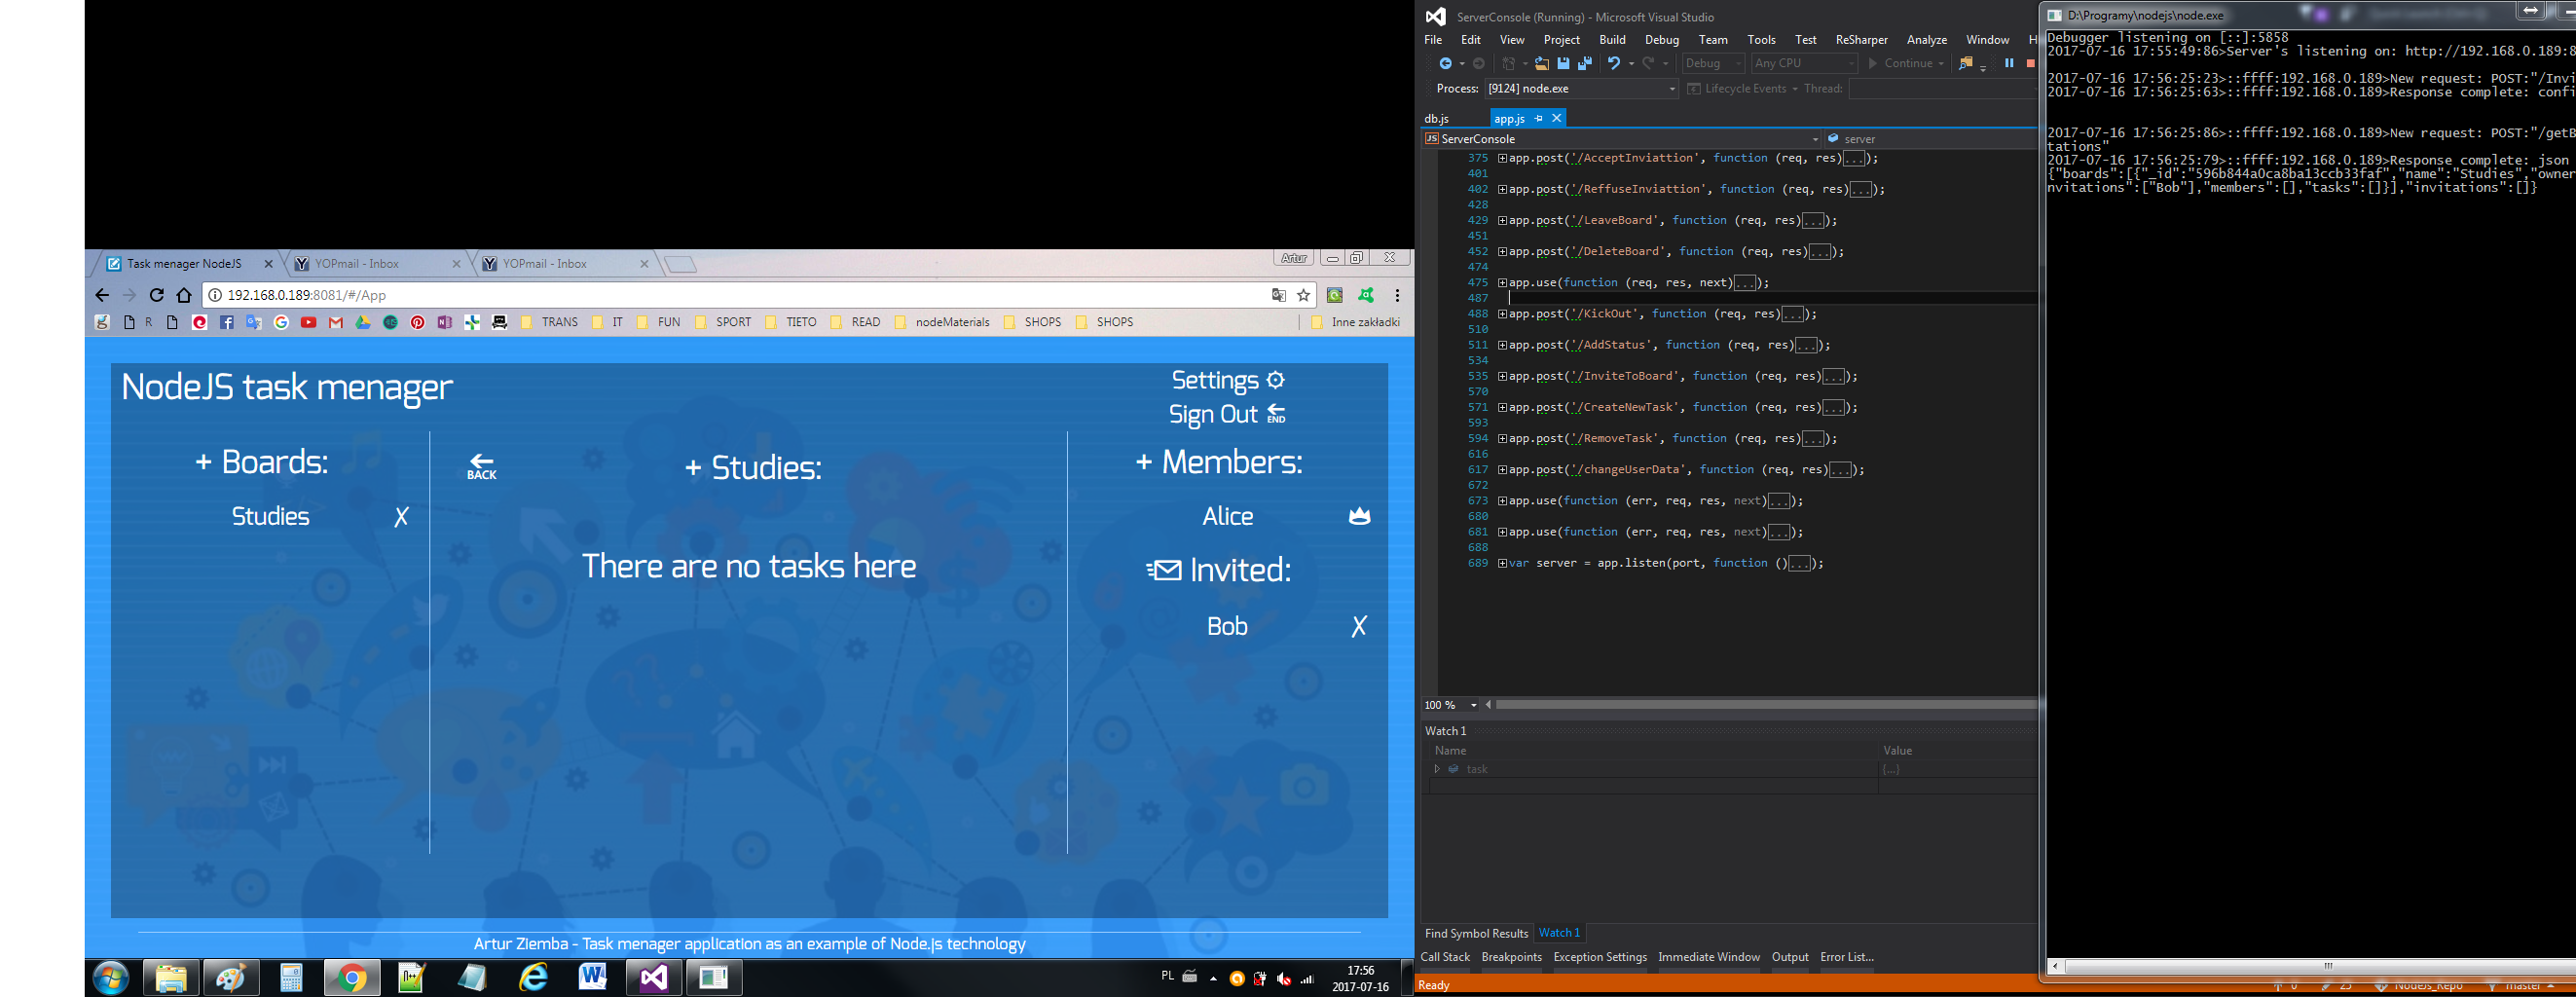 Task menager NodeJS
YOPmail - Inbox
YOPmail - Inbox
Artur
192.168.0.189:8081/#/App
R
TRANS
IT
FUN
SPORT
TIETO
READ
nodeMaterials
SHOPS
SHOPS
Inne zakładki
NodeJS task menager
Settings
Sign Out
END
+ Boards:
BACK
+ Studies:
+ Members:
Studies
X
Alice
There are no tasks here
Invited:
Bob
X
Artur Ziemba - Task menager application as an example of Node.js technology
PL
17:56
2017-07-16
ServerConsole (Running) - Microsoft Visual Studio
File Edit View Project Build Debug Team Tools Test ReSharper Analyze Window H
Debug
Any CPU
Continue
Process: [9124] node.exe
Lifecycle Events
Thread:
db.js
app.js
ServerConsole
server
375 app.post('/AcceptInviattion', function (req, res)...);
401
402 app.post('/ReffuseInviattion', function (req, res)...);
428
429 app.post('/LeaveBoard', function (req, res)...);
451
452 app.post('/DeleteBoard', function (req, res)...);
474
475 app.use(function (req, res, next)...);
487
488 app.post('/KickOut', function (req, res)...);
510
511 app.post('/AddStatus', function (req, res)...);
534
535 app.post('/InviteToBoard', function (req, res)...);
570
571 app.post('/CreateNewTask', function (req, res)...);
593
594 app.post('/RemoveTask', function (req, res)...);
616
617 app.post('/changeUserData', function (req, res)...);
672
673 app.use(function (err, req, res, next)...);
680
681 app.use(function (err, req, res, next)...);
688
689 var server = app.listen(port, function ()...);
100 %
Watch 1
Name
Value
task
{...}
Find Symbol Results
Watch 1
Call Stack
Breakpoints
Exception Settings
Immediate Window
Output
Error List...
Ready
0
25
NodeJs_Repo
master
D:\Programy\nodejs\node.exe
Debugger listening on [::]:5858
2017-07-16 17:55:49:86>Server's listening on: http://192.168.0.189:8
2017-07-16 17:56:25:23>::ffff:192.168.0.189>New request: POST:"/Invi
2017-07-16 17:56:25:63>::ffff:192.168.0.189>Response complete: confi
2017-07-16 17:56:25:86>::ffff:192.168.0.189>New request: POST:"/getB
tations"
2017-07-16 17:56:25:79>::ffff:192.168.0.189>Response complete: json
{"boards":[{"_id":"596b844a0ca8ba13ccb33faf","name":"Studies","owner
nvitations":["Bob"],"members":[],"tasks":[]}],"invitations":[]}